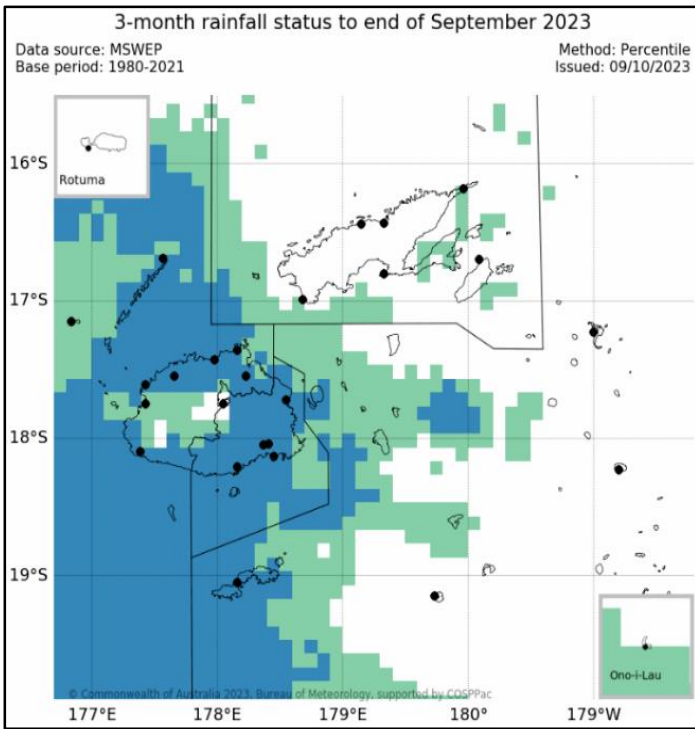 3-month rainfall status to end of September 2023
Data source: MSWEP
Method: Percentile
Base period: 1980-2021
Issued: 09/10/2023
Rotuma
16°S
17°S
18°S
19°S
Ono-i-Lau
© Commonwealth of Australia 2023, Bureau of Meteorology, supported by COSPPac
177°E
178°E
179°E
180°
179°W